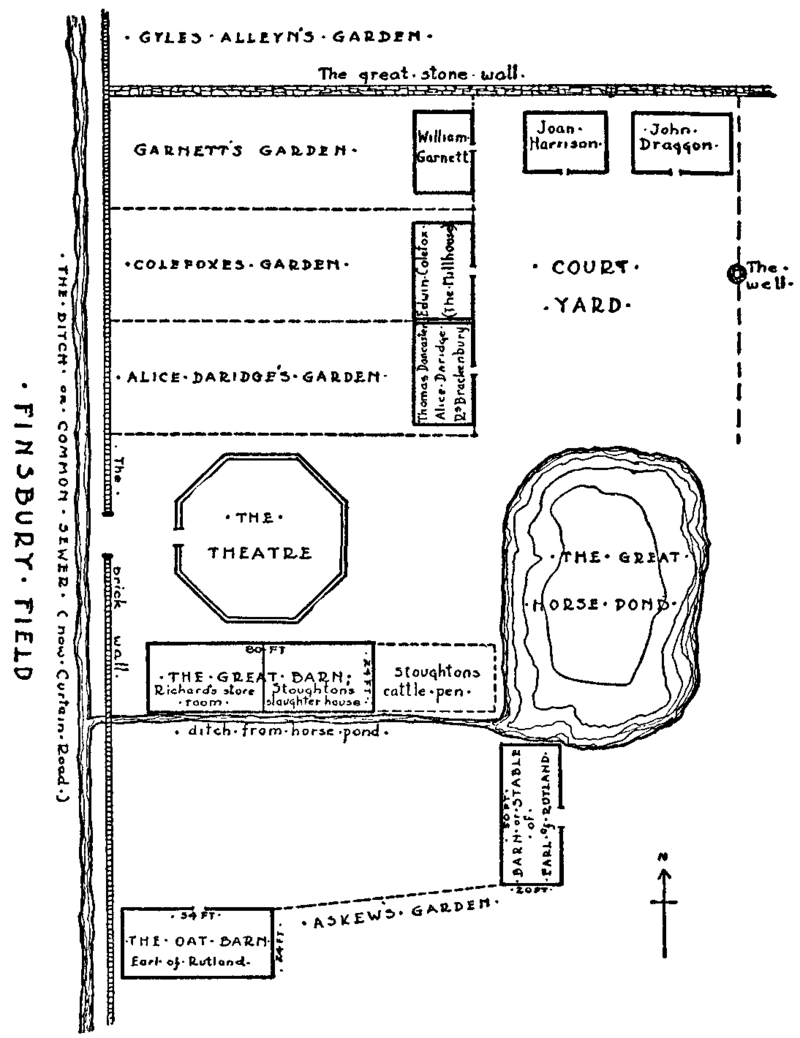 · GYLES · ALLEYN'S · GARDEN ·
The great · stone wall.
GARNETT'S GARDEN ·
William
Garnett
Joan ·
Harrison ·
· John ·
Draggon ·
· COLEFOXES · GARDEN ·
Edwin · Colefox ·
(The · Millhouse)
· COURT ·
· YARD ·
The ·
well ·
· ALICE · DARIDGE'S · GARDEN ·
Thomas Dancaster
Alice · Daridge ·
Rd Brackenbury
· FINSBURY · FIELD
· THE · DITCH · or · COMMON · SEWER · (now · Curtain · Road · )
· The ·
brick wall.
· THE ·
THEATRE
· THE GREAT ·
· HORSE POND ·
80 · FT
24 FT ·
· THE · GREAT BARN ;
Richard's store
· room ·
Stoughtons
slaughter house ·
Stoughtons
cattle · pen ·
· ditch · from · horse · pond ·
· 50 FT ·
BARN · or · STABLE
· of ·
EARL · of · RUTLAND ·
· 20 FT ·
N
· ASKEW'S · GARDEN ·
· 54 FT ·
· THE · OAT · BARN ·
Earl · of · Rutland ·
· 24 FT ·